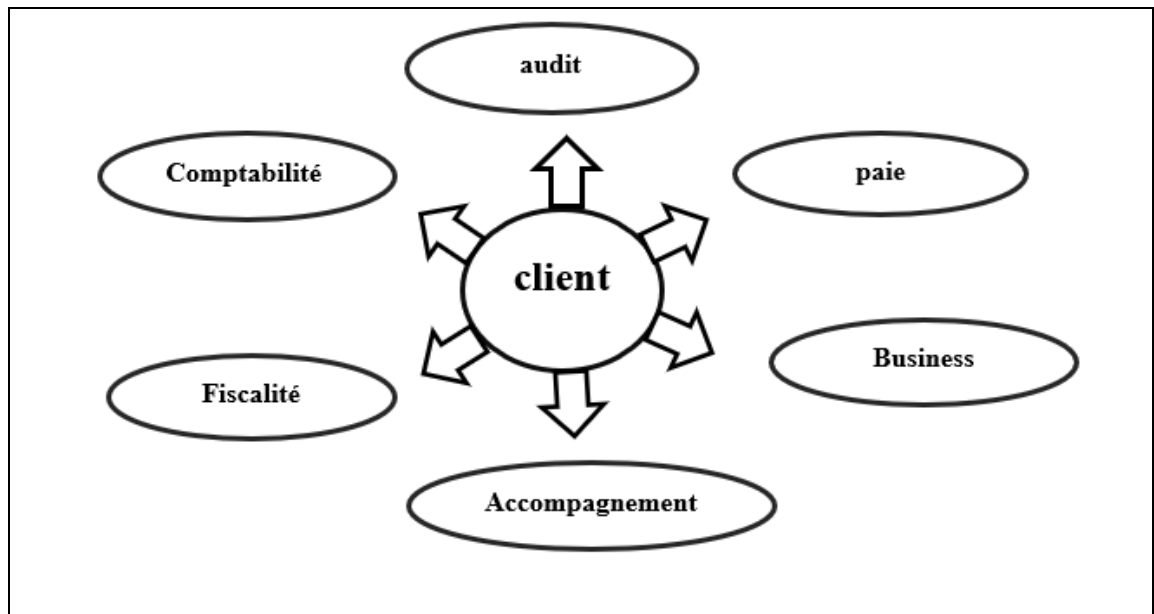 audit
Comptabilité
paie
client
Business
Fiscalité
Accompagnement